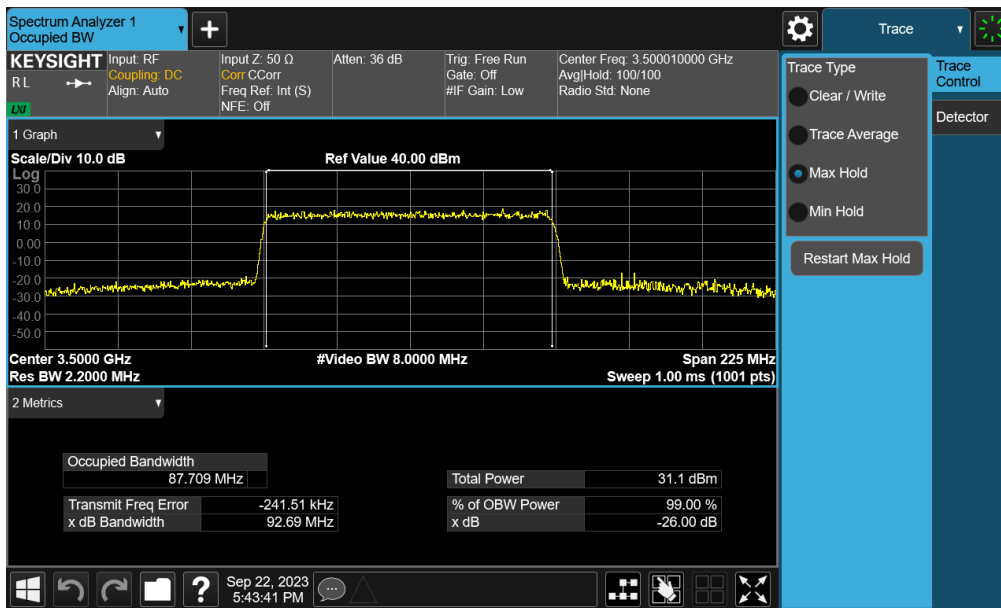 Spectrum Analyzer 1
Occupied BW
Trace
KEYSIGHT
R L
LXI
Input: RF
Coupling: DC
Align: Auto
Input Z: 50 Ω
Corr CCorr
Freq Ref: Int (S)
NFE: Off
Atten: 36 dB
Trig: Free Run
Gate: Off
#IF Gain: Low
Center Freq: 3.500010000 GHz
Avg|Hold: 100/100
Radio Std: None
Trace Type
Clear / Write
Trace Average
Max Hold
Min Hold
Restart Max Hold
Trace
Control
Detector
1 Graph
Scale/Div 10.0 dB
Ref Value 40.00 dBm
Log
30.0
20.0
10.0
0.00
-10.0
-20.0
-30.0
-40.0
-50.0
Center 3.5000 GHz
#Video BW 8.0000 MHz
Span 225 MHz
Res BW 2.2000 MHz
Sweep 1.00 ms (1001 pts)
2 Metrics
Occupied Bandwidth
87.709 MHz
Total Power 31.1 dBm
Transmit Freq Error -241.51 kHz
% of OBW Power 99.00 %
x dB Bandwidth 92.69 MHz
x dB -26.00 dB
?
Sep 22, 2023
5:43:41 PM